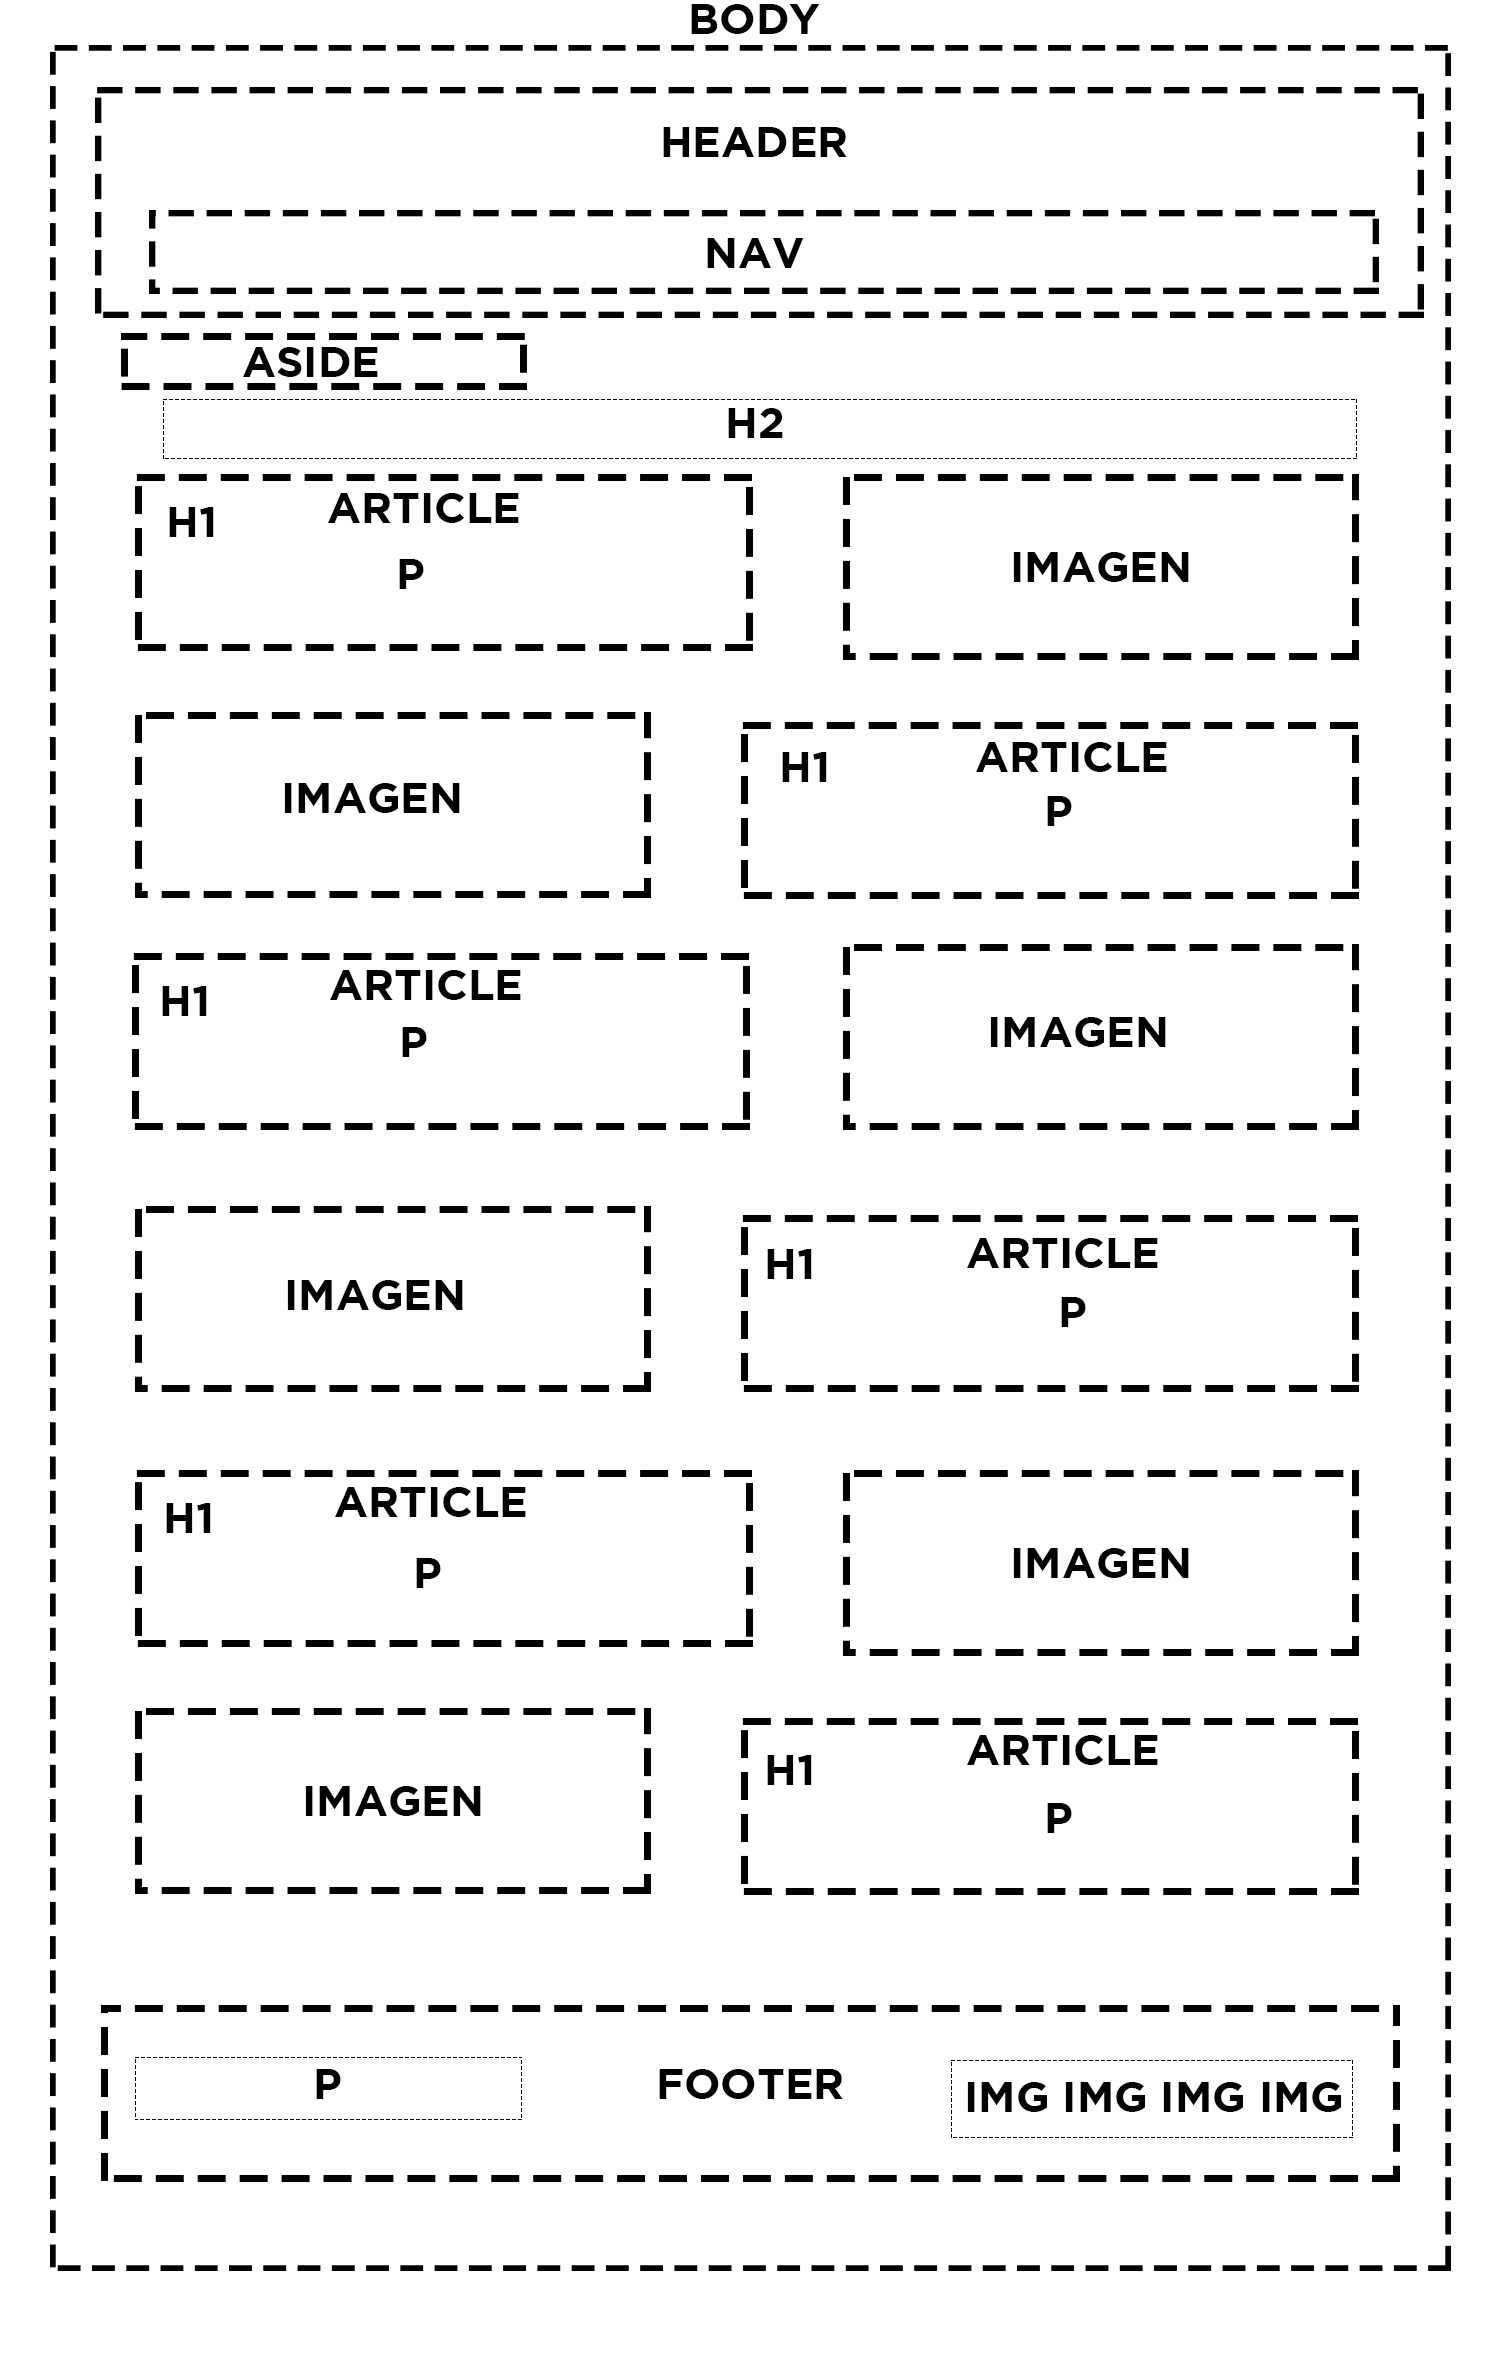 BODY
HEADER
NAV
ASIDE
H2
H1 ARTICLE
P
IMAGEN
IMAGEN
H1 ARTICLE
P
H1 ARTICLE
P
IMAGEN
IMAGEN
H1 ARTICLE
P
H1 ARTICLE
P
IMAGEN
IMAGEN
H1 ARTICLE
P
P
FOOTER
IMG IMG IMG IMG